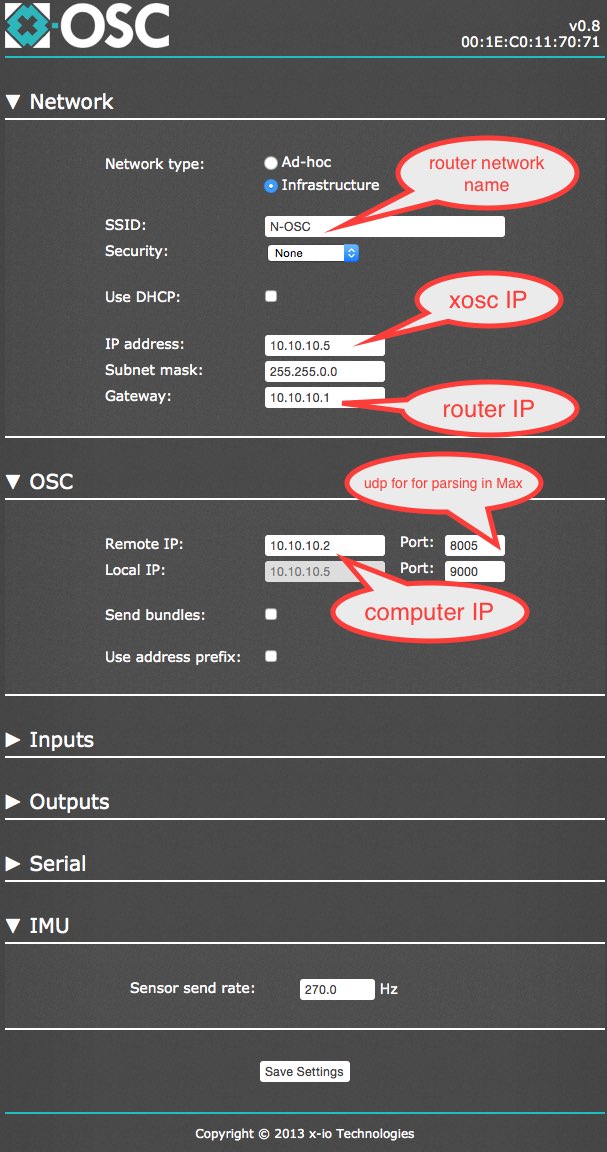 OSC
v0.8
00:1E:C0:11:70:71
▼ Network
Network type:
Ad-hoc
Infrastructure
router network
name
SSID: N-OSC
Security: None
Use DHCP:
xosc IP
IP address: 10.10.10.5
Subnet mask: 255.255.0.0
Gateway: 10.10.10.1
router IP
▼ OSC
udp for for parsing in Max
Remote IP: 10.10.10.2 Port: 8005
Local IP: 10.10.10.5 Port: 9000
computer IP
Send bundles:
Use address prefix:
▶ Inputs
▶ Outputs
▶ Serial
▼ IMU
Sensor send rate: 270.0 Hz
Save Settings
Copyright © 2013 x-io Technologies